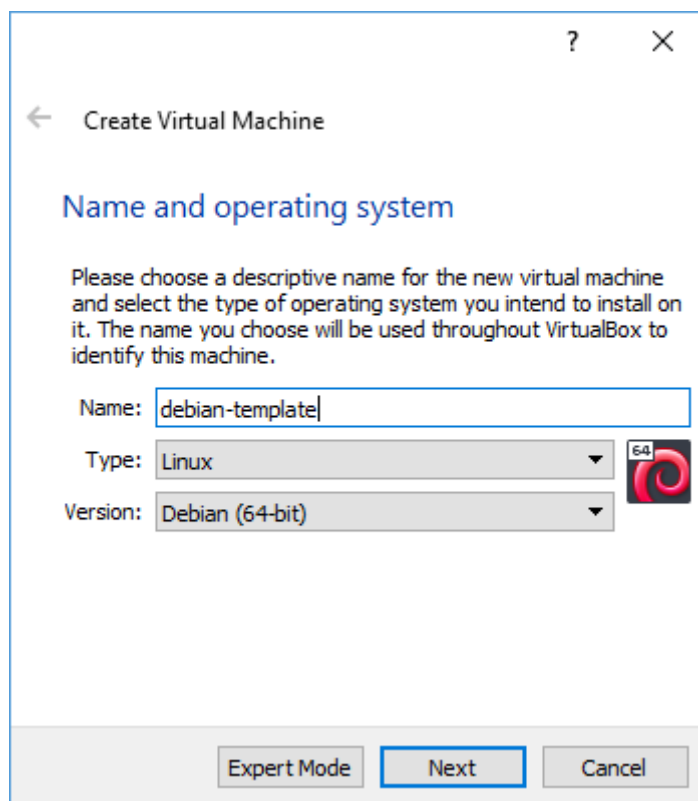 ?
Create Virtual Machine
Name and operating system
Please choose a descriptive name for the new virtual machine
and select the type of operating system you intend to install on
it. The name you choose will be used throughout VirtualBox to
identify this machine.
Name: debian-template
Type: Linux
64
Version: Debian (64-bit)
Expert Mode Next Cancel